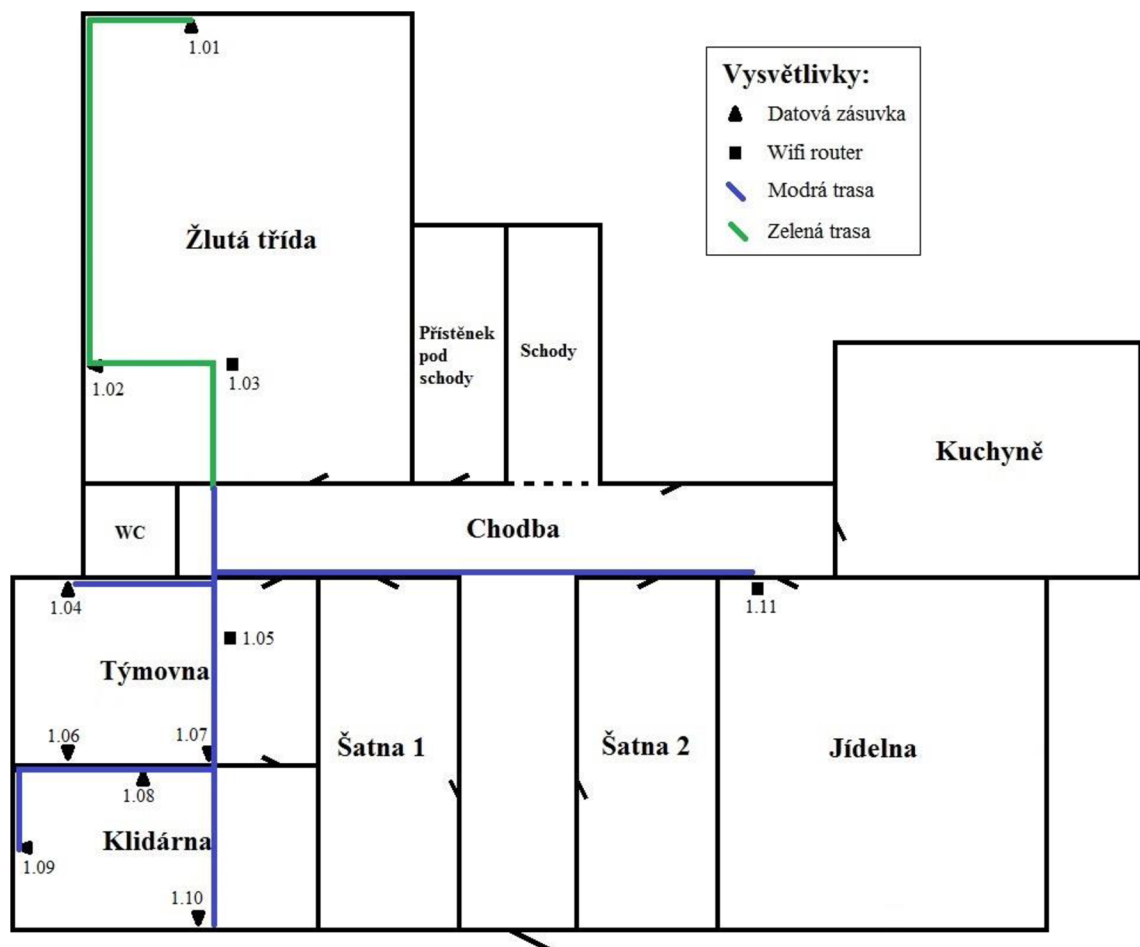 1.01
Vysvětlivky:
Datová zásuvka
Wifi router
Modrá trasa
Zelená trasa
Žlutá třída
Přístěnek
pod
schody
Schody
1.02
1.03
Kuchyně
WC
Chodba
1.04
1.05
1.11
Týmovna
1.06
1.07
Šatna 1
Šatna 2
Jídelna
1.08
Klidárna
1.09
1.10